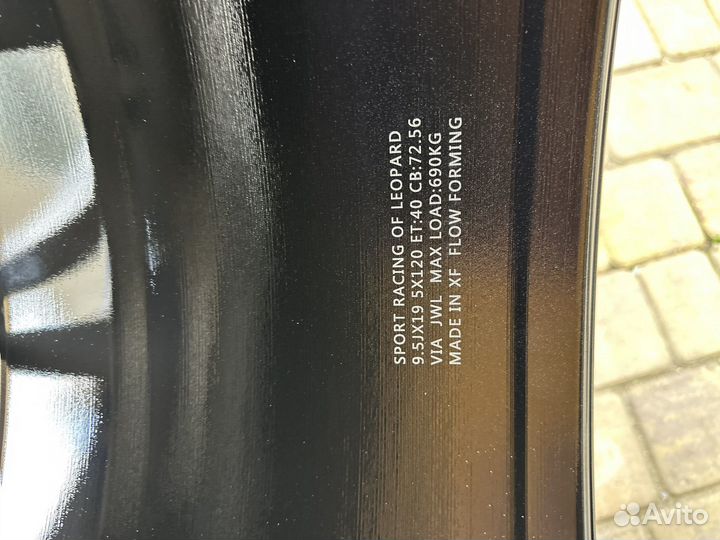 SPORT RACING OF LEOPARD
9.5JX19 5X120 ET:40 CB:72.56
VIA JWL MAX LOAD:690KG
MADE IN XF FLOW FORMING
Avito